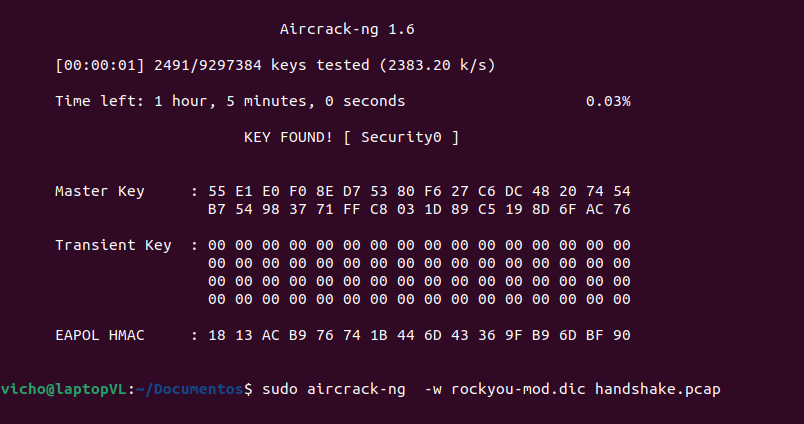 Aircrack-ng 1.6
[00:00:01] 2491/9297384 keys tested (2383.20 k/s)
Time left: 1 hour, 5 minutes, 0 seconds 0.03%
KEY FOUND! [ Security0 ]
Master Key : 55 E1 E0 F0 8E D7 53 80 F6 27 C6 DC 48 20 74 54
B7 54 98 37 71 FF C8 03 1D 89 C5 19 8D 6F AC 76
Transient Key : 00 00 00 00 00 00 00 00 00 00 00 00 00 00 00 00
00 00 00 00 00 00 00 00 00 00 00 00 00 00 00 00
00 00 00 00 00 00 00 00 00 00 00 00 00 00 00 00
00 00 00 00 00 00 00 00 00 00 00 00 00 00 00 00
EAPOL HMAC : 18 13 AC B9 76 74 1B 44 6D 43 36 9F B9 6D BF 90
vicho@laptopVL:~/Documentos$ sudo aircrack-ng  -w rockyou-mod.dic handshake.pcap